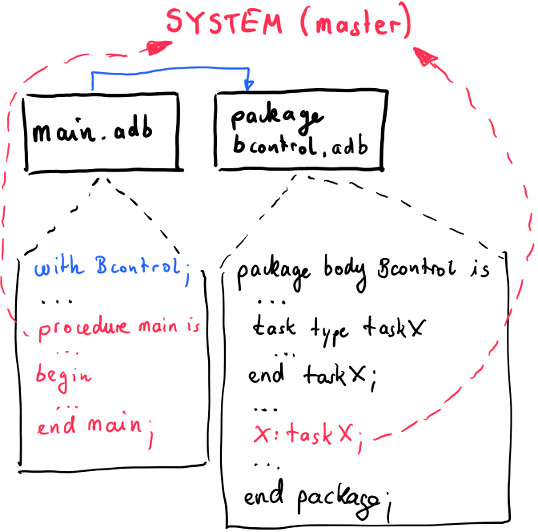 SYSTEM (master)
main.adb
package
bcontrol.adb
with Bcontrol;
...
procedure main is
...
begin
...
end main;
package body Bcontrol is
...
task type taskX
...
end taskX;
...
X: taskX;
...
end package;